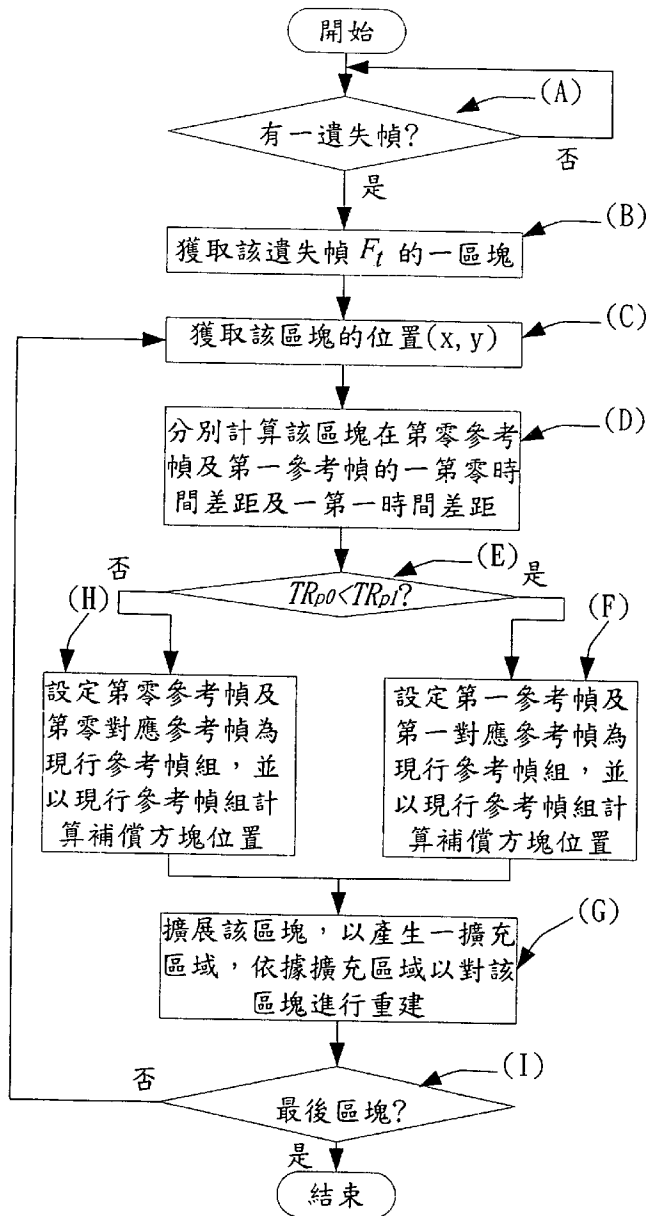 開始
(A)
有一遺失幀?
否
是
(B)
獲取該遺失幀 Ft 的一區塊
(C)
獲取該區塊的位置(x,y)
(D)
分別計算該區塊在第零參考
幀及第一參考幀的一第零時
間差距及一第一時間差距
(E)
否
是
TRp0<TRp1?
(H)
(F)
設定第零參考幀及
第零對應參考幀為
現行參考幀組,並
以現行參考幀組計
算補償方塊位置
設定第一參考幀及
第一對應參考幀為
現行參考幀組,並
以現行參考幀組計
算補償方塊位置
(G)
擴展該區塊,以產生一擴充
區域,依據擴充區域以對該
區塊進行重建
否
(I)
最後區塊?
是
結束